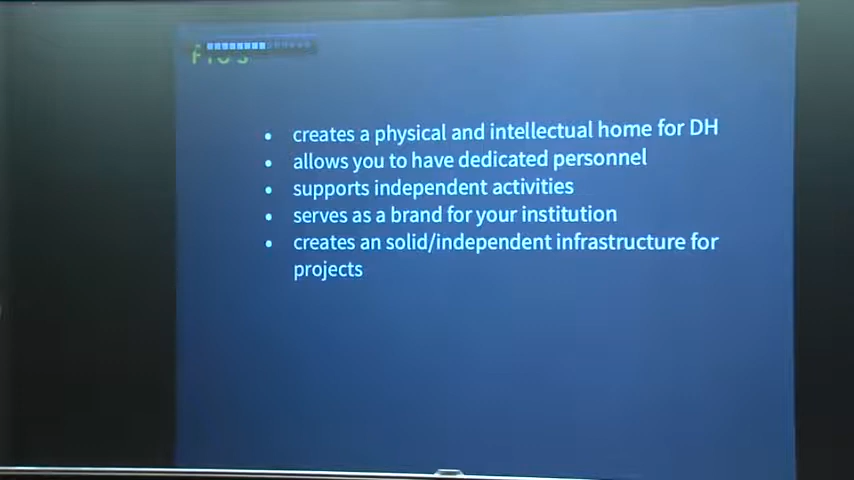 creates a physical and intellectual home for DH
allows you to have dedicated personnel
supports independent activities
serves as a brand for your institution
creates an solid/independent infrastructure for
projects